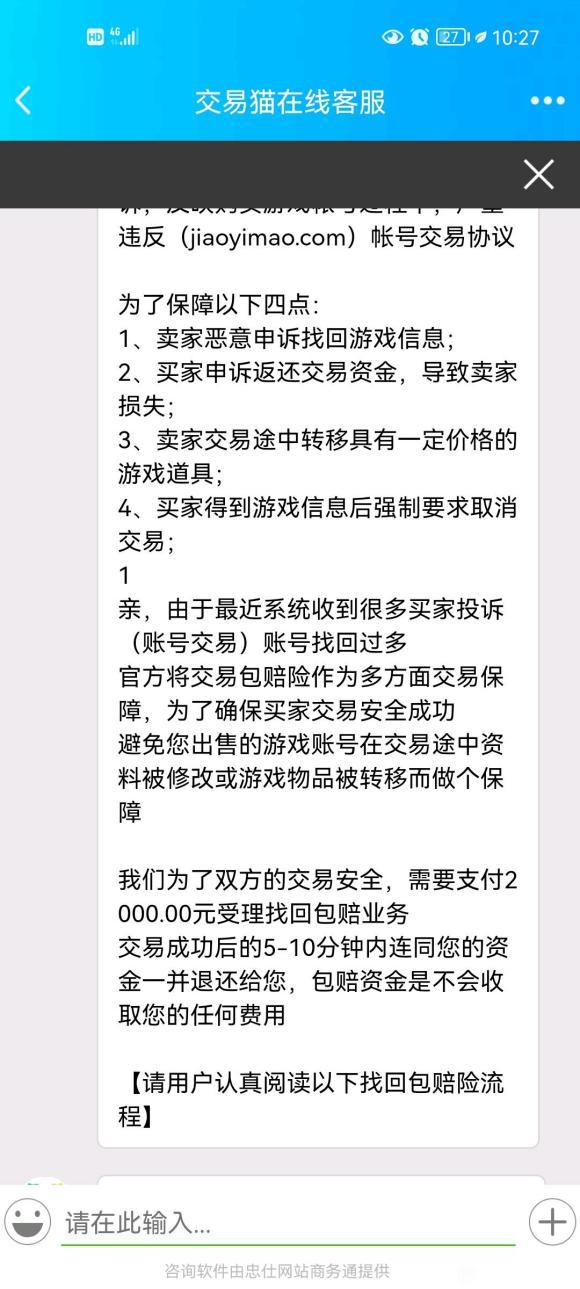 HD 4G 27 10:27
交易猫在线客服
违反（jiaoyimao.com）帐号交易协议
为了保障以下四点：
1、卖家恶意申诉找回游戏信息；
2、买家申诉返还交易资金，导致卖家
损失；
3、卖家交易途中转移具有一定价格的
游戏道具；
4、买家得到游戏信息后强制要求取消
交易；
1
亲，由于最近系统收到很多买家投诉
（账号交易）账号找回过多
官方将交易包赔险作为多方面交易保
障，为了确保买家交易安全成功
避免您出售的游戏账号在交易途中资
料被修改或游戏物品被转移而做个保
障
我们为了双方的交易安全，需要支付2
000.00元受理找回包赔业务
交易成功后的5-10分钟内连同您的资
金一并退还给您，包赔资金是不会收
取您的任何费用
【请用户认真阅读以下找回包赔险流
程】
请在此输入...
咨询软件由忠仕网站商务通提供